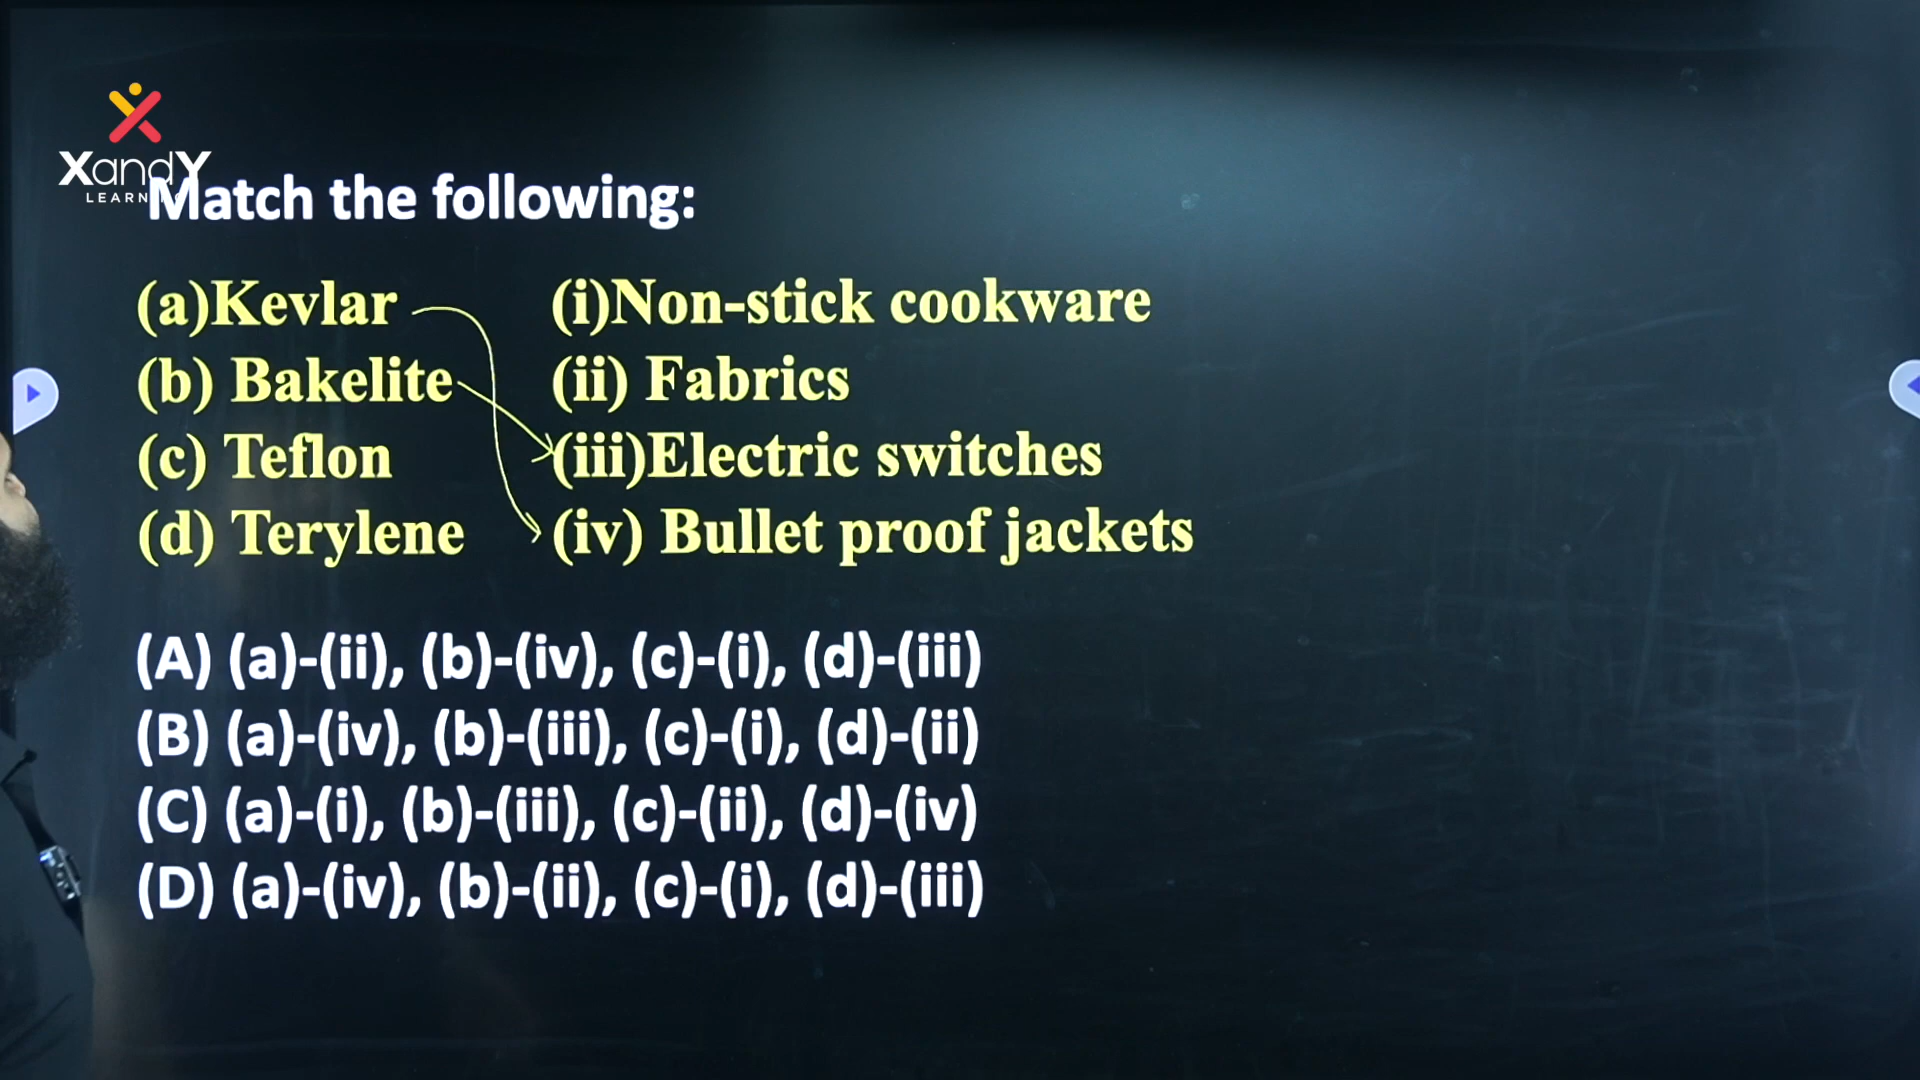 XandY
LEARNING
Match the following:
(a)Kevlar (i)Non-stick cookware
(b) Bakelite (ii) Fabrics
(c) Teflon (iii)Electric switches
(d) Terylene (iv) Bullet proof jackets
(A) (a)-(ii), (b)-(iv), (c)-(i), (d)-(iii)
(B) (a)-(iv), (b)-(iii), (c)-(i), (d)-(ii)
(C) (a)-(i), (b)-(iii), (c)-(ii), (d)-(iv)
(D) (a)-(iv), (b)-(ii), (c)-(i), (d)-(iii)